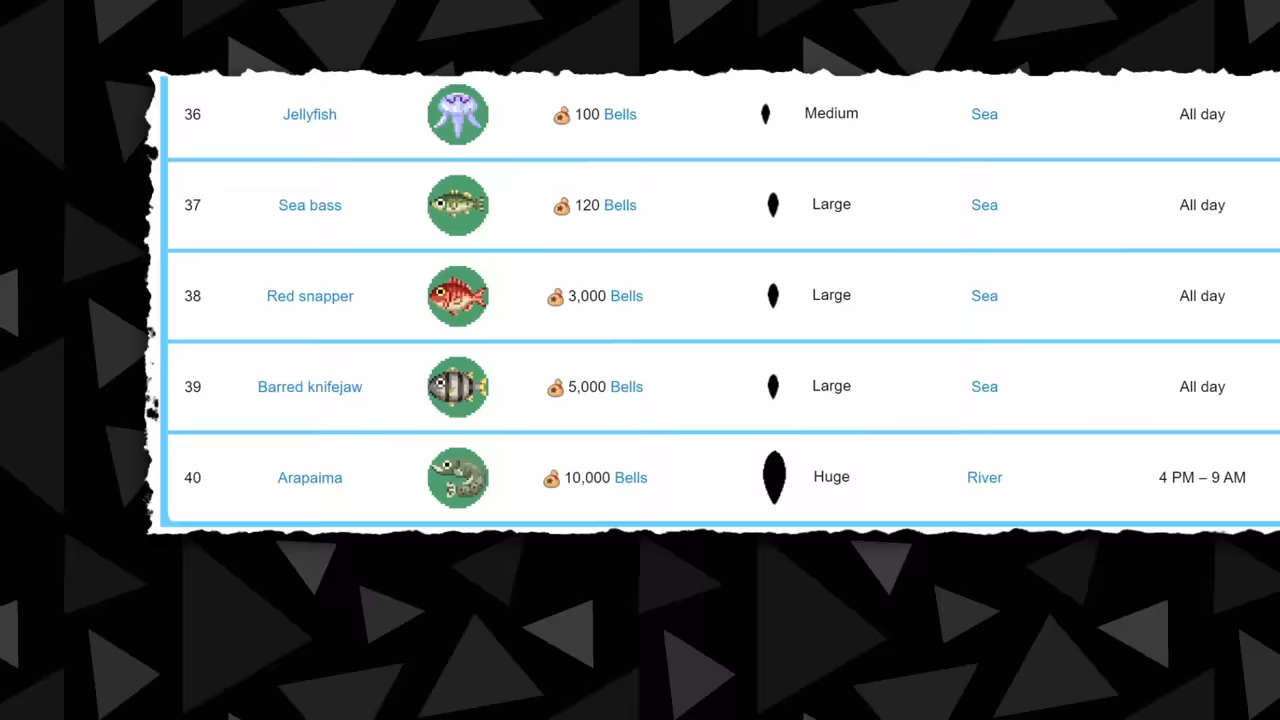 36 Jellyfish 100 Bells Medium Sea All day
37 Sea bass 120 Bells Large Sea All day
38 Red snapper 3,000 Bells Large Sea All day
39 Barred knifejaw 5,000 Bells Large Sea All day
40 Arapaima 10,000 Bells Huge River 4 PM – 9 AM